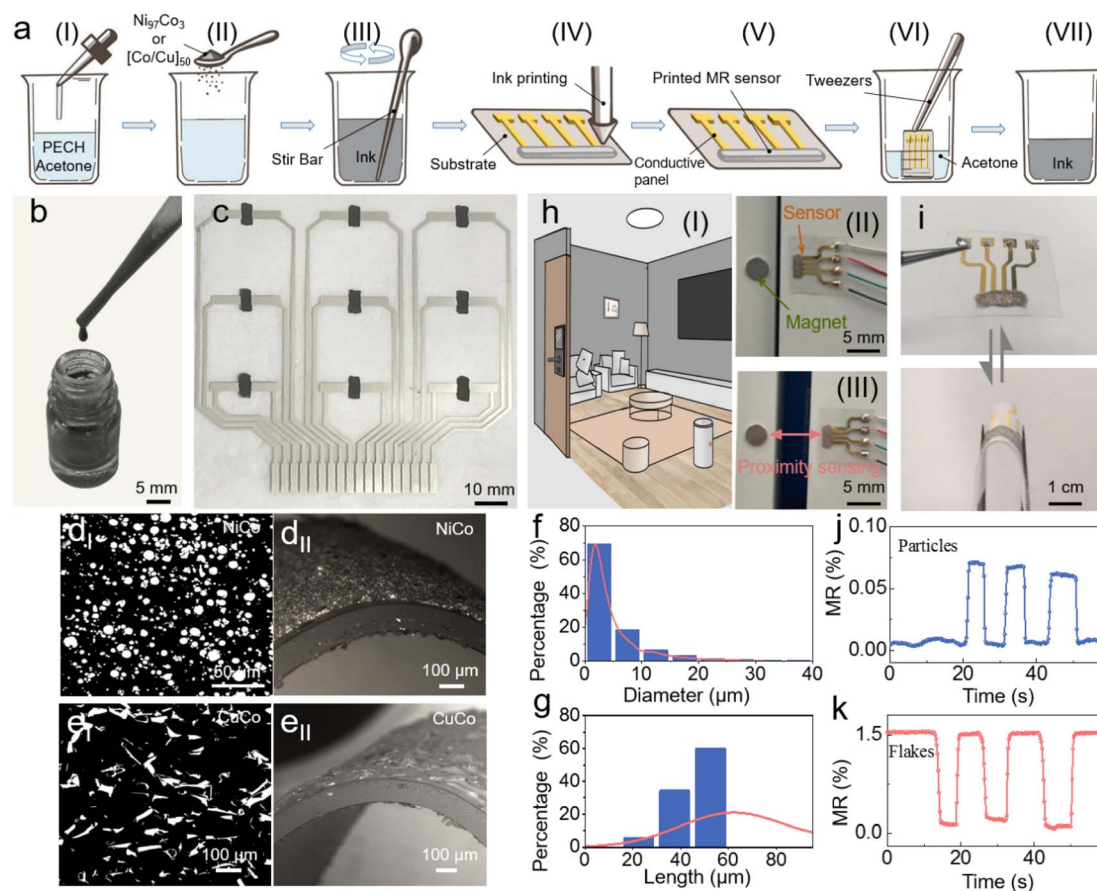 a
(I)
Ni97Co3
or
[Co/Cu]50
(II)
(III)
(IV)
(V)
(VI)
(VII)
PECH
Acetone
Stir Bar
Ink
Ink printing
Substrate
Printed MR sensor
Conductive
panel
Tweezers
Acetone
Ink
b
5 mm
c
10 mm
h
(I)
Sensor
(II)
Magnet
5 mm
(III)
Proximity sensing
5 mm
i
1 cm
dI
NiCo
50 µm
dII
NiCo
100 µm
eI
CuCo
100 µm
eII
CuCo
100 µm
f
Percentage (%)
80
60
40
20
0
0 10 20 30 40
Diameter (µm)
g
Percentage (%)
80
60
40
20
0
0 20 40 60 80
Length (µm)
j
Particles
MR (%)
0.10
0.05
0.00
0 20 40
Time (s)
k
Flakes
MR (%)
1.5
0.0
0 20 40
Time (s)